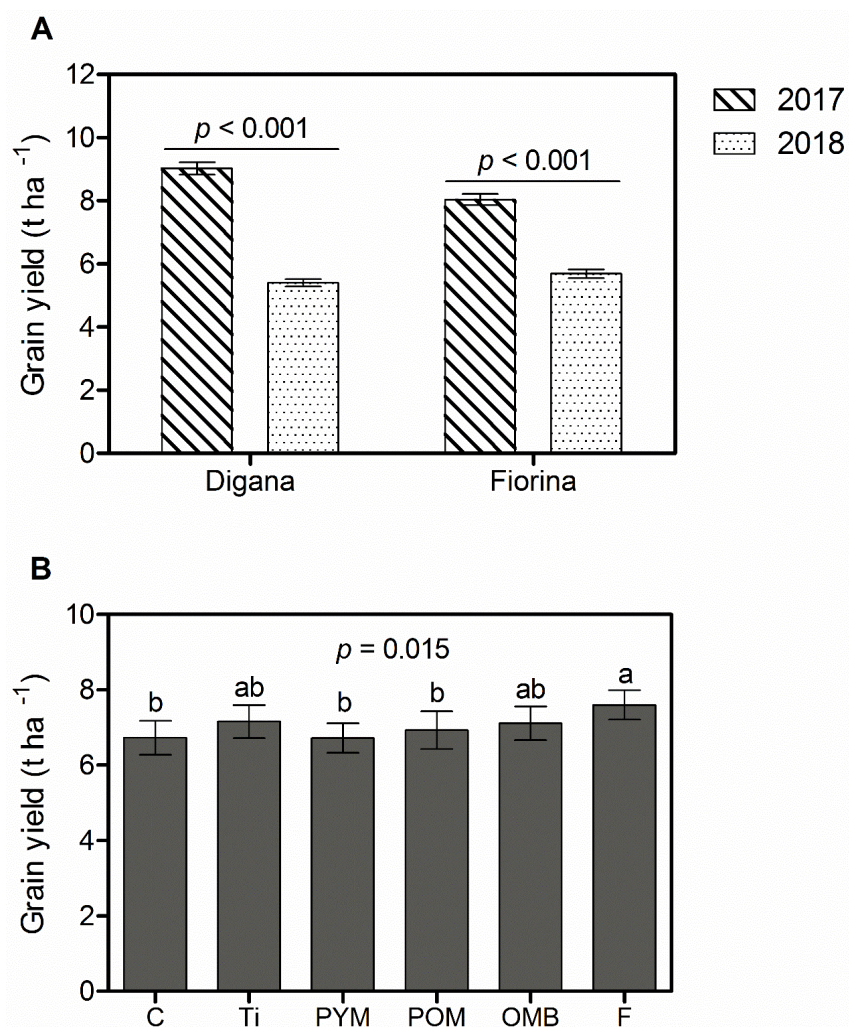 A
Grain yield (t ha -1)
12
10
8
6
4
2
0
p < 0.001
p < 0.001
Digana
Fiorina
2017
2018
B
Grain yield (t ha -1)
10
8
6
4
2
0
p = 0.015
b
ab
b
b
ab
a
C
Ti
PYM
POM
OMB
F